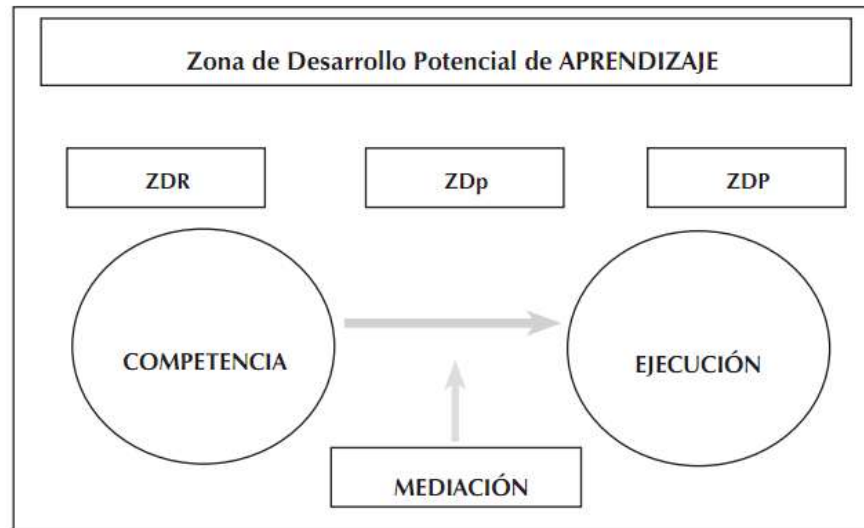 Zona de Desarrollo Potencial de APRENDIZAJE
ZDR
ZDp
ZDP
COMPETENCIA
EJECUCIÓN
MEDIACIÓN